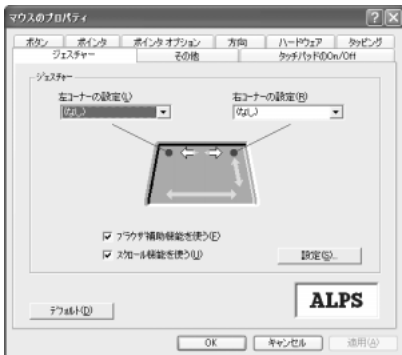 マウスのプロパティ
ボタン ポインタ ポインタ オプション 方向 ハードウェア タッピング
ジェスチャー その他 タッチパッドのOn/Off
ジェスチャー
左コーナーの設定(L)
右コーナーの設定(R)
(なし)
(なし)
ブラウザ補助機能を使う(E)
スクロール機能を使う(U)
設定(S)...
デフォルト(D)
ALPS
OK キャンセル 適用(A)